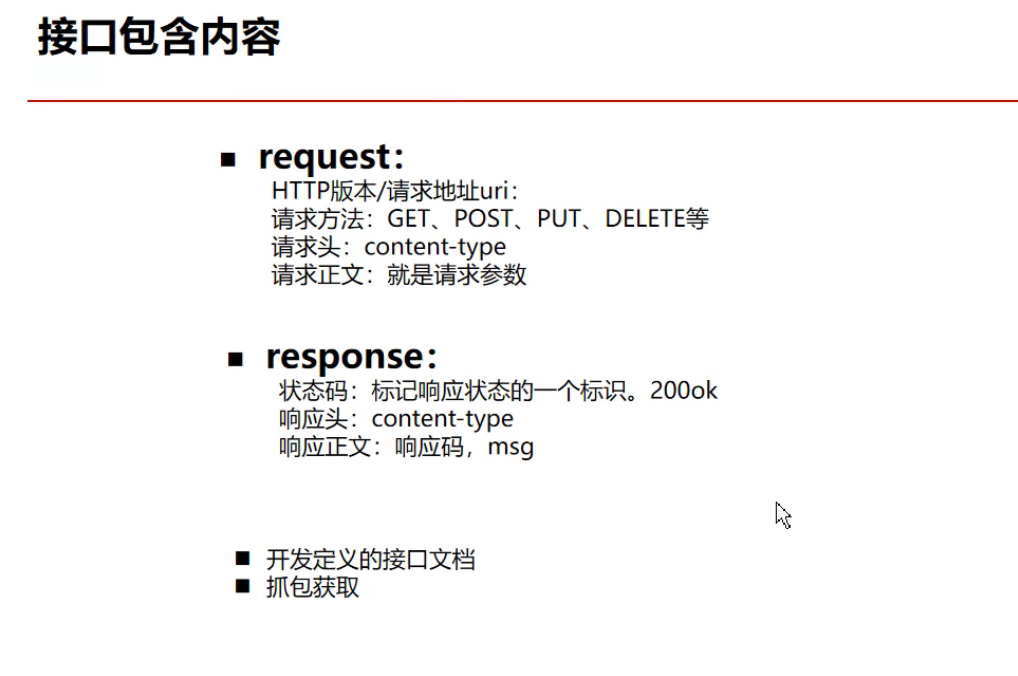 接口包含内容
■ request：
HTTP版本/请求地址uri：
请求方法：GET、POST、PUT、DELETE等
请求头：content-type
请求正文：就是请求参数
■ response：
状态码：标记响应状态的一个标识。200ok
响应头：content-type
响应正文：响应码，msg
■ 开发定义的接口文档
■ 抓包获取